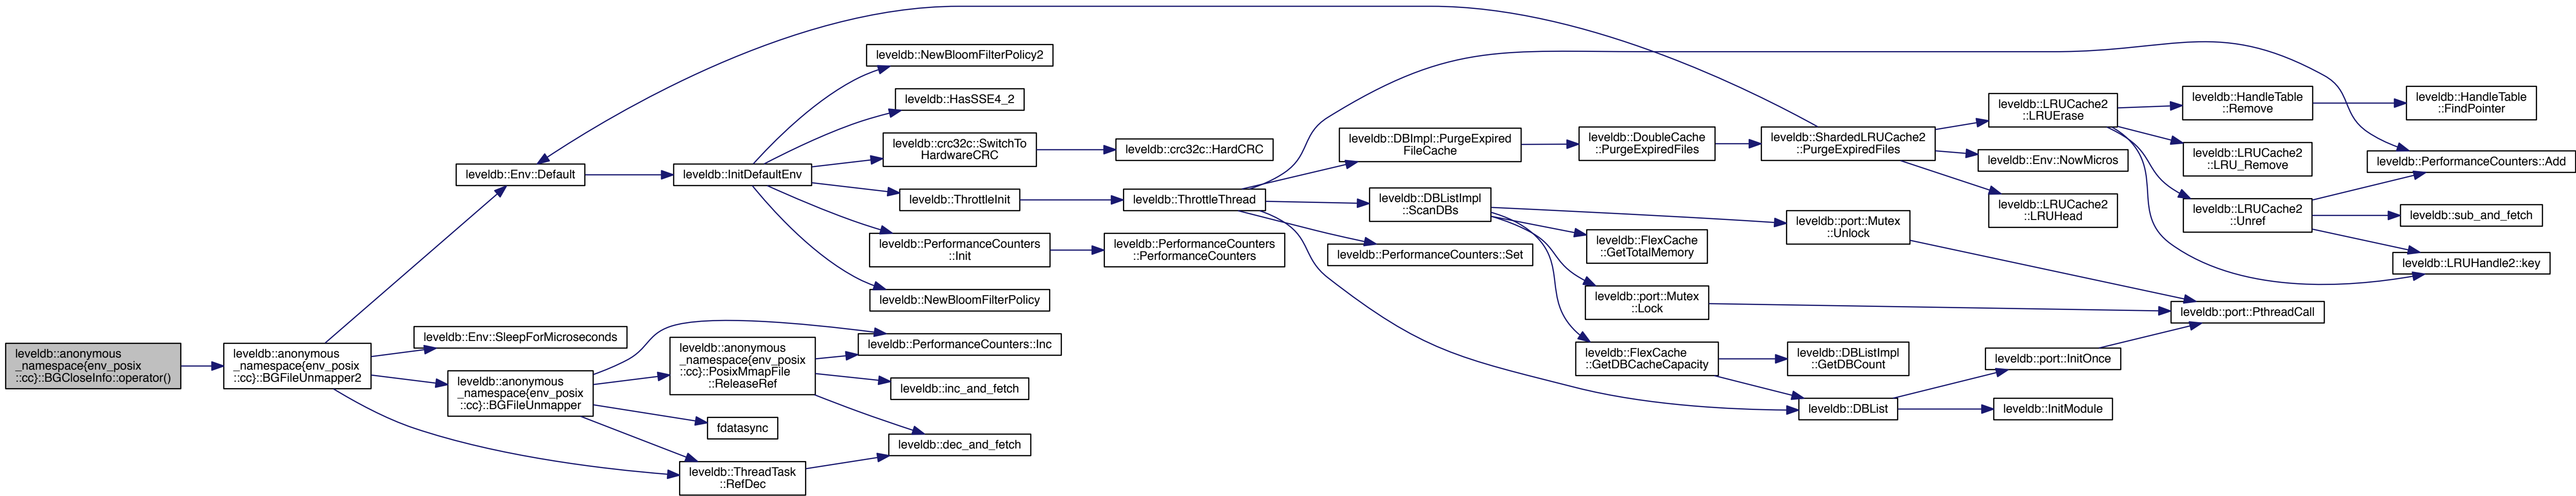 leveldb::anonymous
_namespace{env_posix
::cc}::BGCloseInfo::operator()
leveldb::anonymous
_namespace{env_posix
::cc}::BGFileUnmapper2
leveldb::Env::Default
leveldb::Env::SleepForMicroseconds
leveldb::anonymous
_namespace{env_posix
::cc}::BGFileUnmapper
leveldb::InitDefaultEnv
leveldb::anonymous
_namespace{env_posix
::cc}::PosixMmapFile
::ReleaseRef
fdatasync
leveldb::ThreadTask
::RefDec
leveldb::NewBloomFilterPolicy2
leveldb::HasSSE4_2
leveldb::crc32c::SwitchTo
HardwareCRC
leveldb::ThrottleInit
leveldb::PerformanceCounters
::Init
leveldb::NewBloomFilterPolicy
leveldb::PerformanceCounters::Inc
leveldb::inc_and_fetch
leveldb::dec_and_fetch
leveldb::crc32c::HardCRC
leveldb::ThrottleThread
leveldb::PerformanceCounters
::PerformanceCounters
leveldb::DBImpl::PurgeExpired
FileCache
leveldb::DBListImpl
::ScanDBs
leveldb::PerformanceCounters::Set
leveldb::DoubleCache
::PurgeExpiredFiles
leveldb::FlexCache
::GetTotalMemory
leveldb::port::Mutex
::Lock
leveldb::FlexCache
::GetDBCacheCapacity
leveldb::ShardedLRUCache2
::PurgeExpiredFiles
leveldb::port::Mutex
::Unlock
leveldb::DBListImpl
::GetDBCount
leveldb::DBList
leveldb::LRUCache2
::LRUErase
leveldb::Env::NowMicros
leveldb::LRUCache2
::LRUHead
leveldb::port::InitOnce
leveldb::InitModule
leveldb::HandleTable
::Remove
leveldb::LRUCache2
::LRU_Remove
leveldb::LRUCache2
::Unref
leveldb::port::PthreadCall
leveldb::HandleTable
::FindPointer
leveldb::PerformanceCounters::Add
leveldb::sub_and_fetch
leveldb::LRUHandle2::key